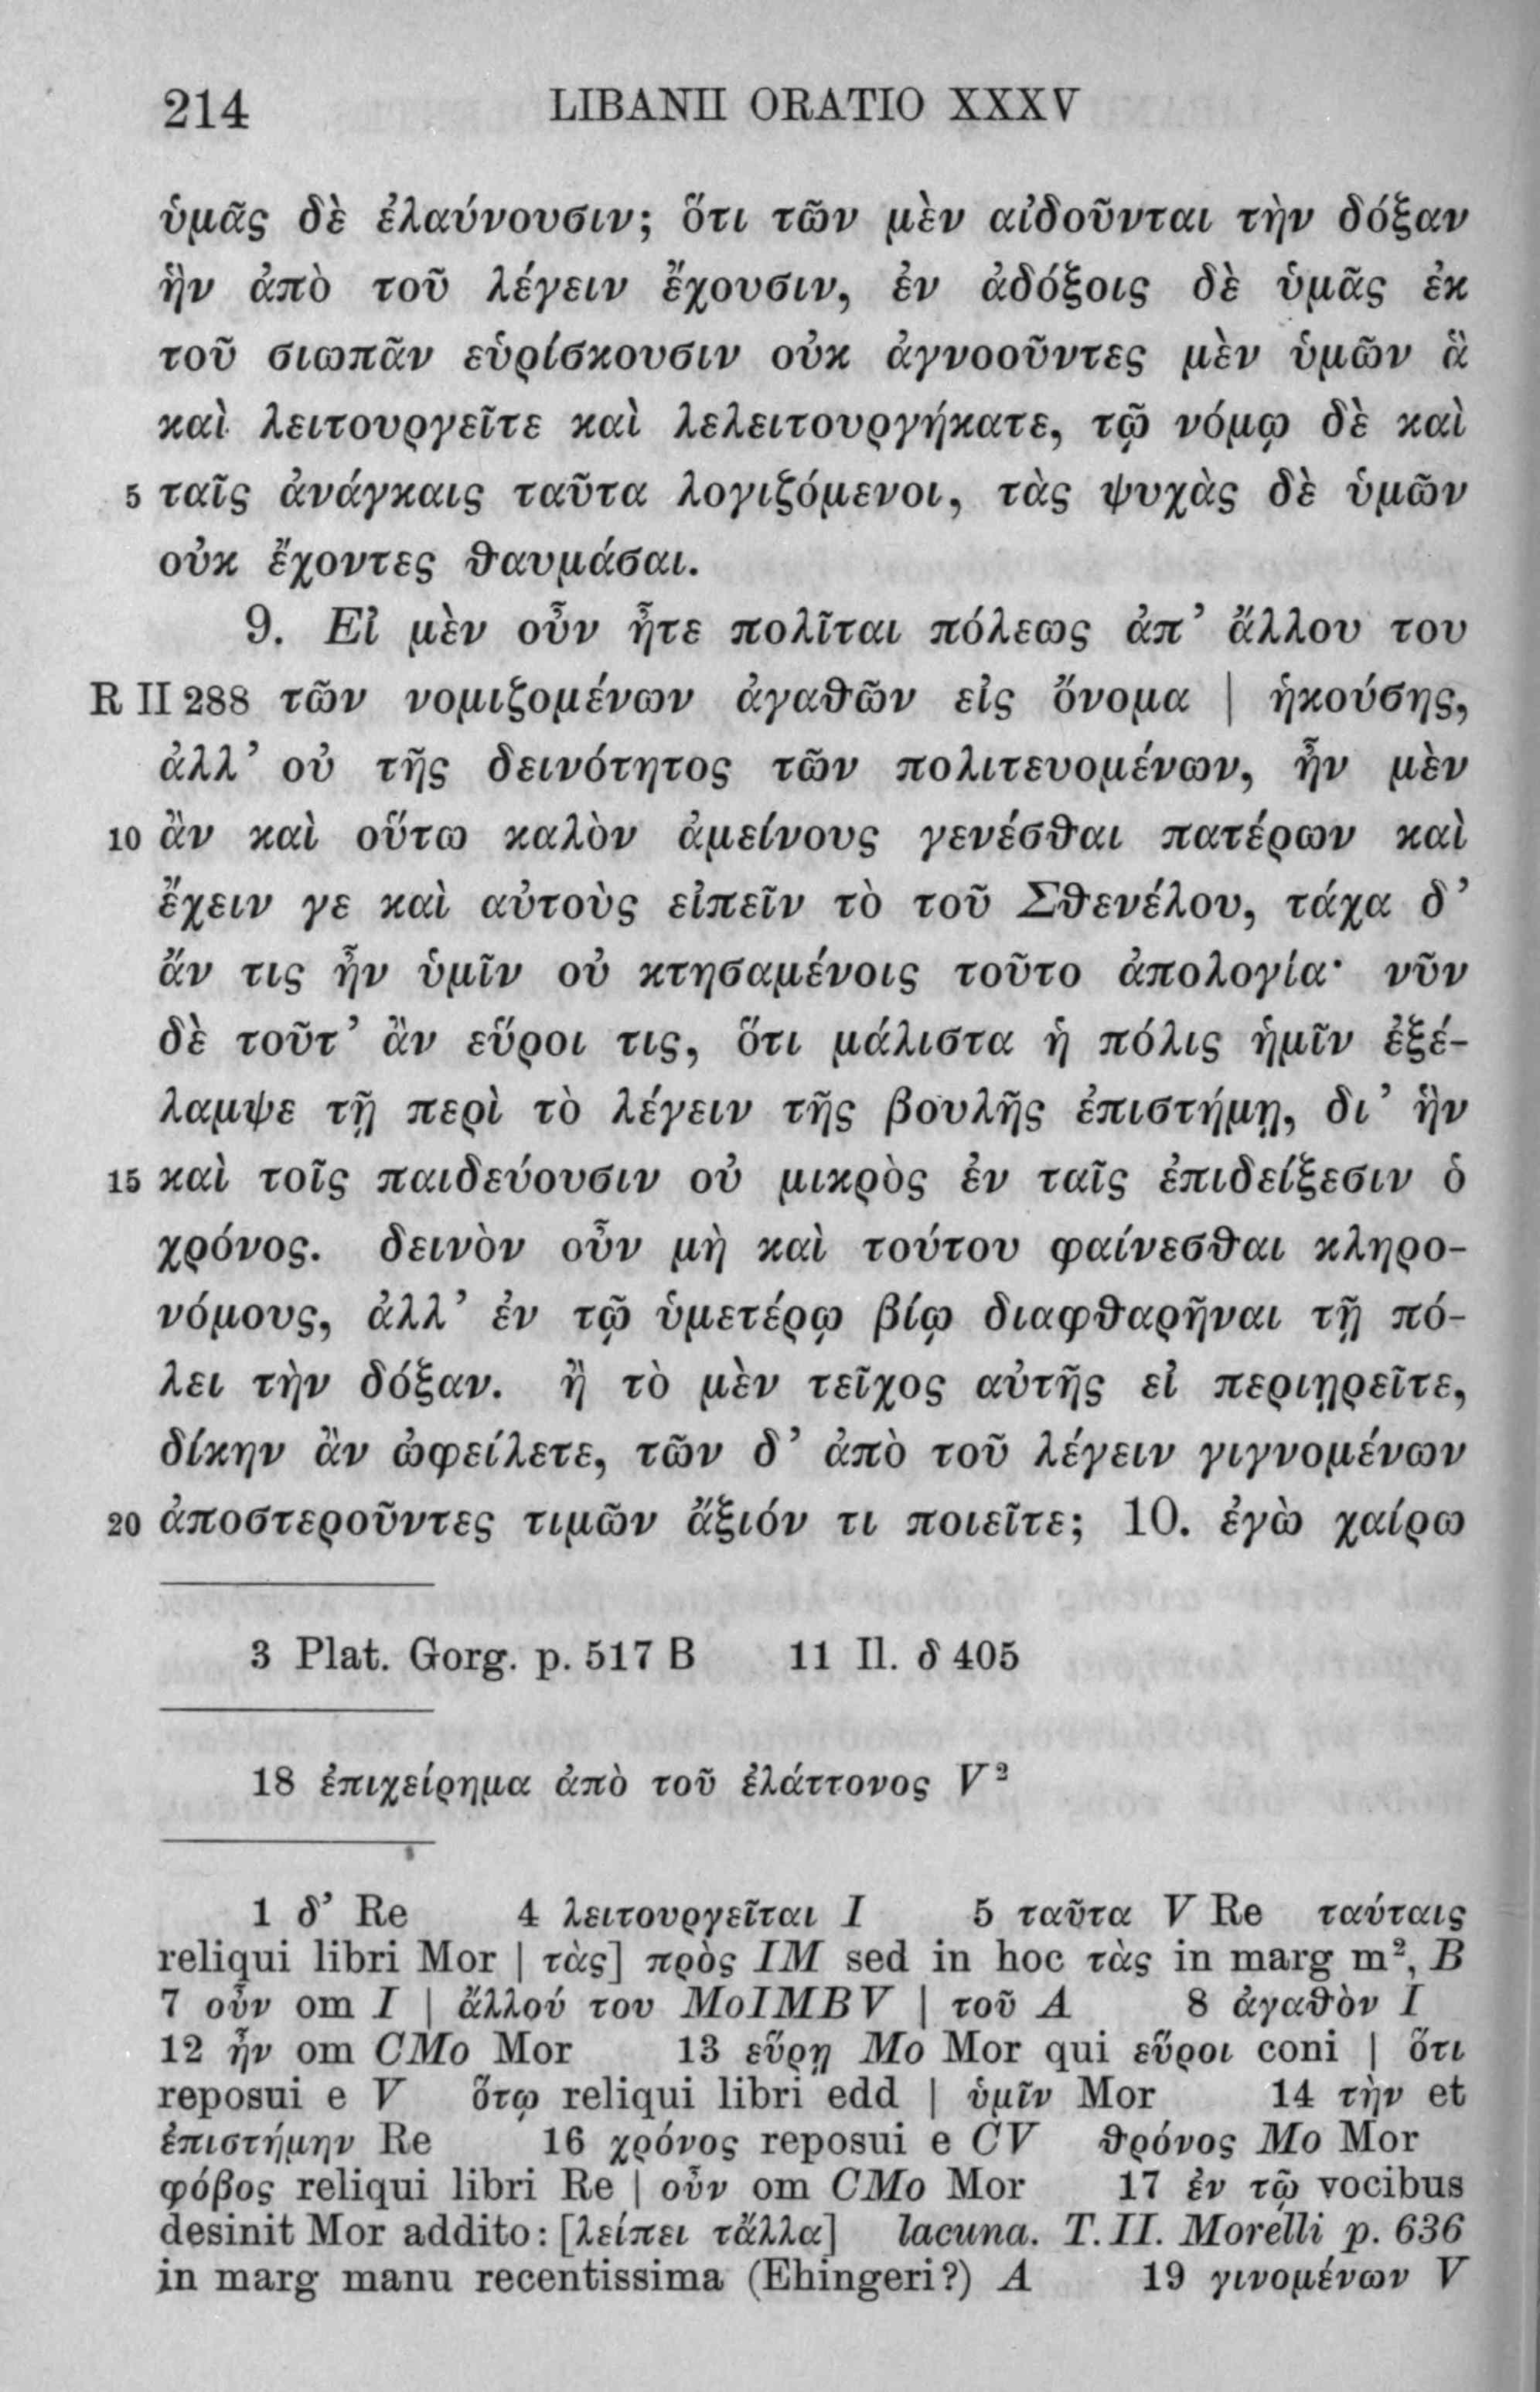 214 LIBANII ORATIO XXXV
ὑμᾶς δὲ ἐλαύνουσιν; ὅτι τῶν μὲν αἰδοῦνται τὴν δόξαν
ἣν ἀπὸ τοῦ λέγειν ἔχουσιν, ἐν ἀδόξοις δὲ ὑμᾶς ἐκ
τοῦ σιωπᾶν εὑρίσκουσιν οὐκ ἀγνοοῦντες μὲν ὑμῶν ἃ
καὶ λειτουργεῖτε καὶ λελειτουργήκατε, τῷ νόμῳ δὲ καὶ
5 ταῖς ἀνάγκαις ταῦτα λογιζόμενοι, τὰς ψυχὰς δὲ ὑμῶν
οὐκ ἔχοντες θαυμάσαι.
9. Εἰ μὲν οὖν ἦτε πολῖται πόλεως ἀπ’ ἄλλου του
R II 288 τῶν νομιζομένων ἀγαθῶν εἰς ὄνομα | ἡκούσης,
ἀλλ’ οὐ τῆς δεινότητος τῶν πολιτευομένων, ἦν μὲν
10 ἂν καὶ οὕτω καλὸν ἀμείνους γενέσθαι πατέρων καὶ
ἔχειν γε καὶ αὐτοὺς εἰπεῖν τὸ τοῦ Σθενέλου, τάχα δ’
ἄν τις ἦν ὑμῖν οὐ κτησαμένοις τοῦτο ἀπολογία· νῦν
δὲ τοῦτ’ ἂν εὕροι τις, ὅτι μάλιστα ἡ πόλις ἡμῖν ἐξέ-
λαμψε τῇ περὶ τὸ λέγειν τῆς βουλῆς ἐπιστήμῃ, δι’ ἣν
15 καὶ τοῖς παιδεύουσιν οὐ μικρὸς ἐν ταῖς ἐπιδείξεσιν ὁ
χρόνος. δεινὸν οὖν μὴ καὶ τούτου φαίνεσθαι κληρο-
νόμους, ἀλλ’ ἐν τῷ ὑμετέρῳ βίῳ διαφθαρῆναι τῇ πό-
λει τὴν δόξαν. ἢ τὸ μὲν τεῖχος αὐτῆς εἰ περιῃρεῖτε,
δίκην ἂν ὠφείλετε, τῶν δ’ ἀπὸ τοῦ λέγειν γιγνομένων
20 ἀποστεροῦντες τιμῶν ἄξιόν τι ποιεῖτε; 10. ἐγὼ χαίρω
3 Plat. Gorg. p. 517 B 11 Il. δ 405
18 ἐπιχείρημα ἀπὸ τοῦ ἐλάττονος V²
1 δ’ Re 4 λειτουργεῖται I 5 ταῦτα V Re ταύταις
reliqui libri Mor | τὰς] πρὸς IM sed in hoc τὰς in marg m², B
7 οὖν om I | ἄλλού του MoIMBV | τοῦ A 8 ἀγαθὸν I
12 ἦν om CMo Mor 13 εὕρῃ Mo Mor qui εὕροι coni | ὅτι
reposui e V ὅτῳ reliqui libri edd | ὑμῖν Mor 14 τὴν et
ἐπιστήμην Re 16 χρόνος reposui e CV θρόνος Mo Mor
φόβος reliqui libri Re | οὖν om CMo Mor 17 ἐν τῷ vocibus
desinit Mor addito: [λείπει τἄλλα] lacuna. T. II. Morelli p. 636
in marg manu recentissima (Ehingeri?) A 19 γινομένων V